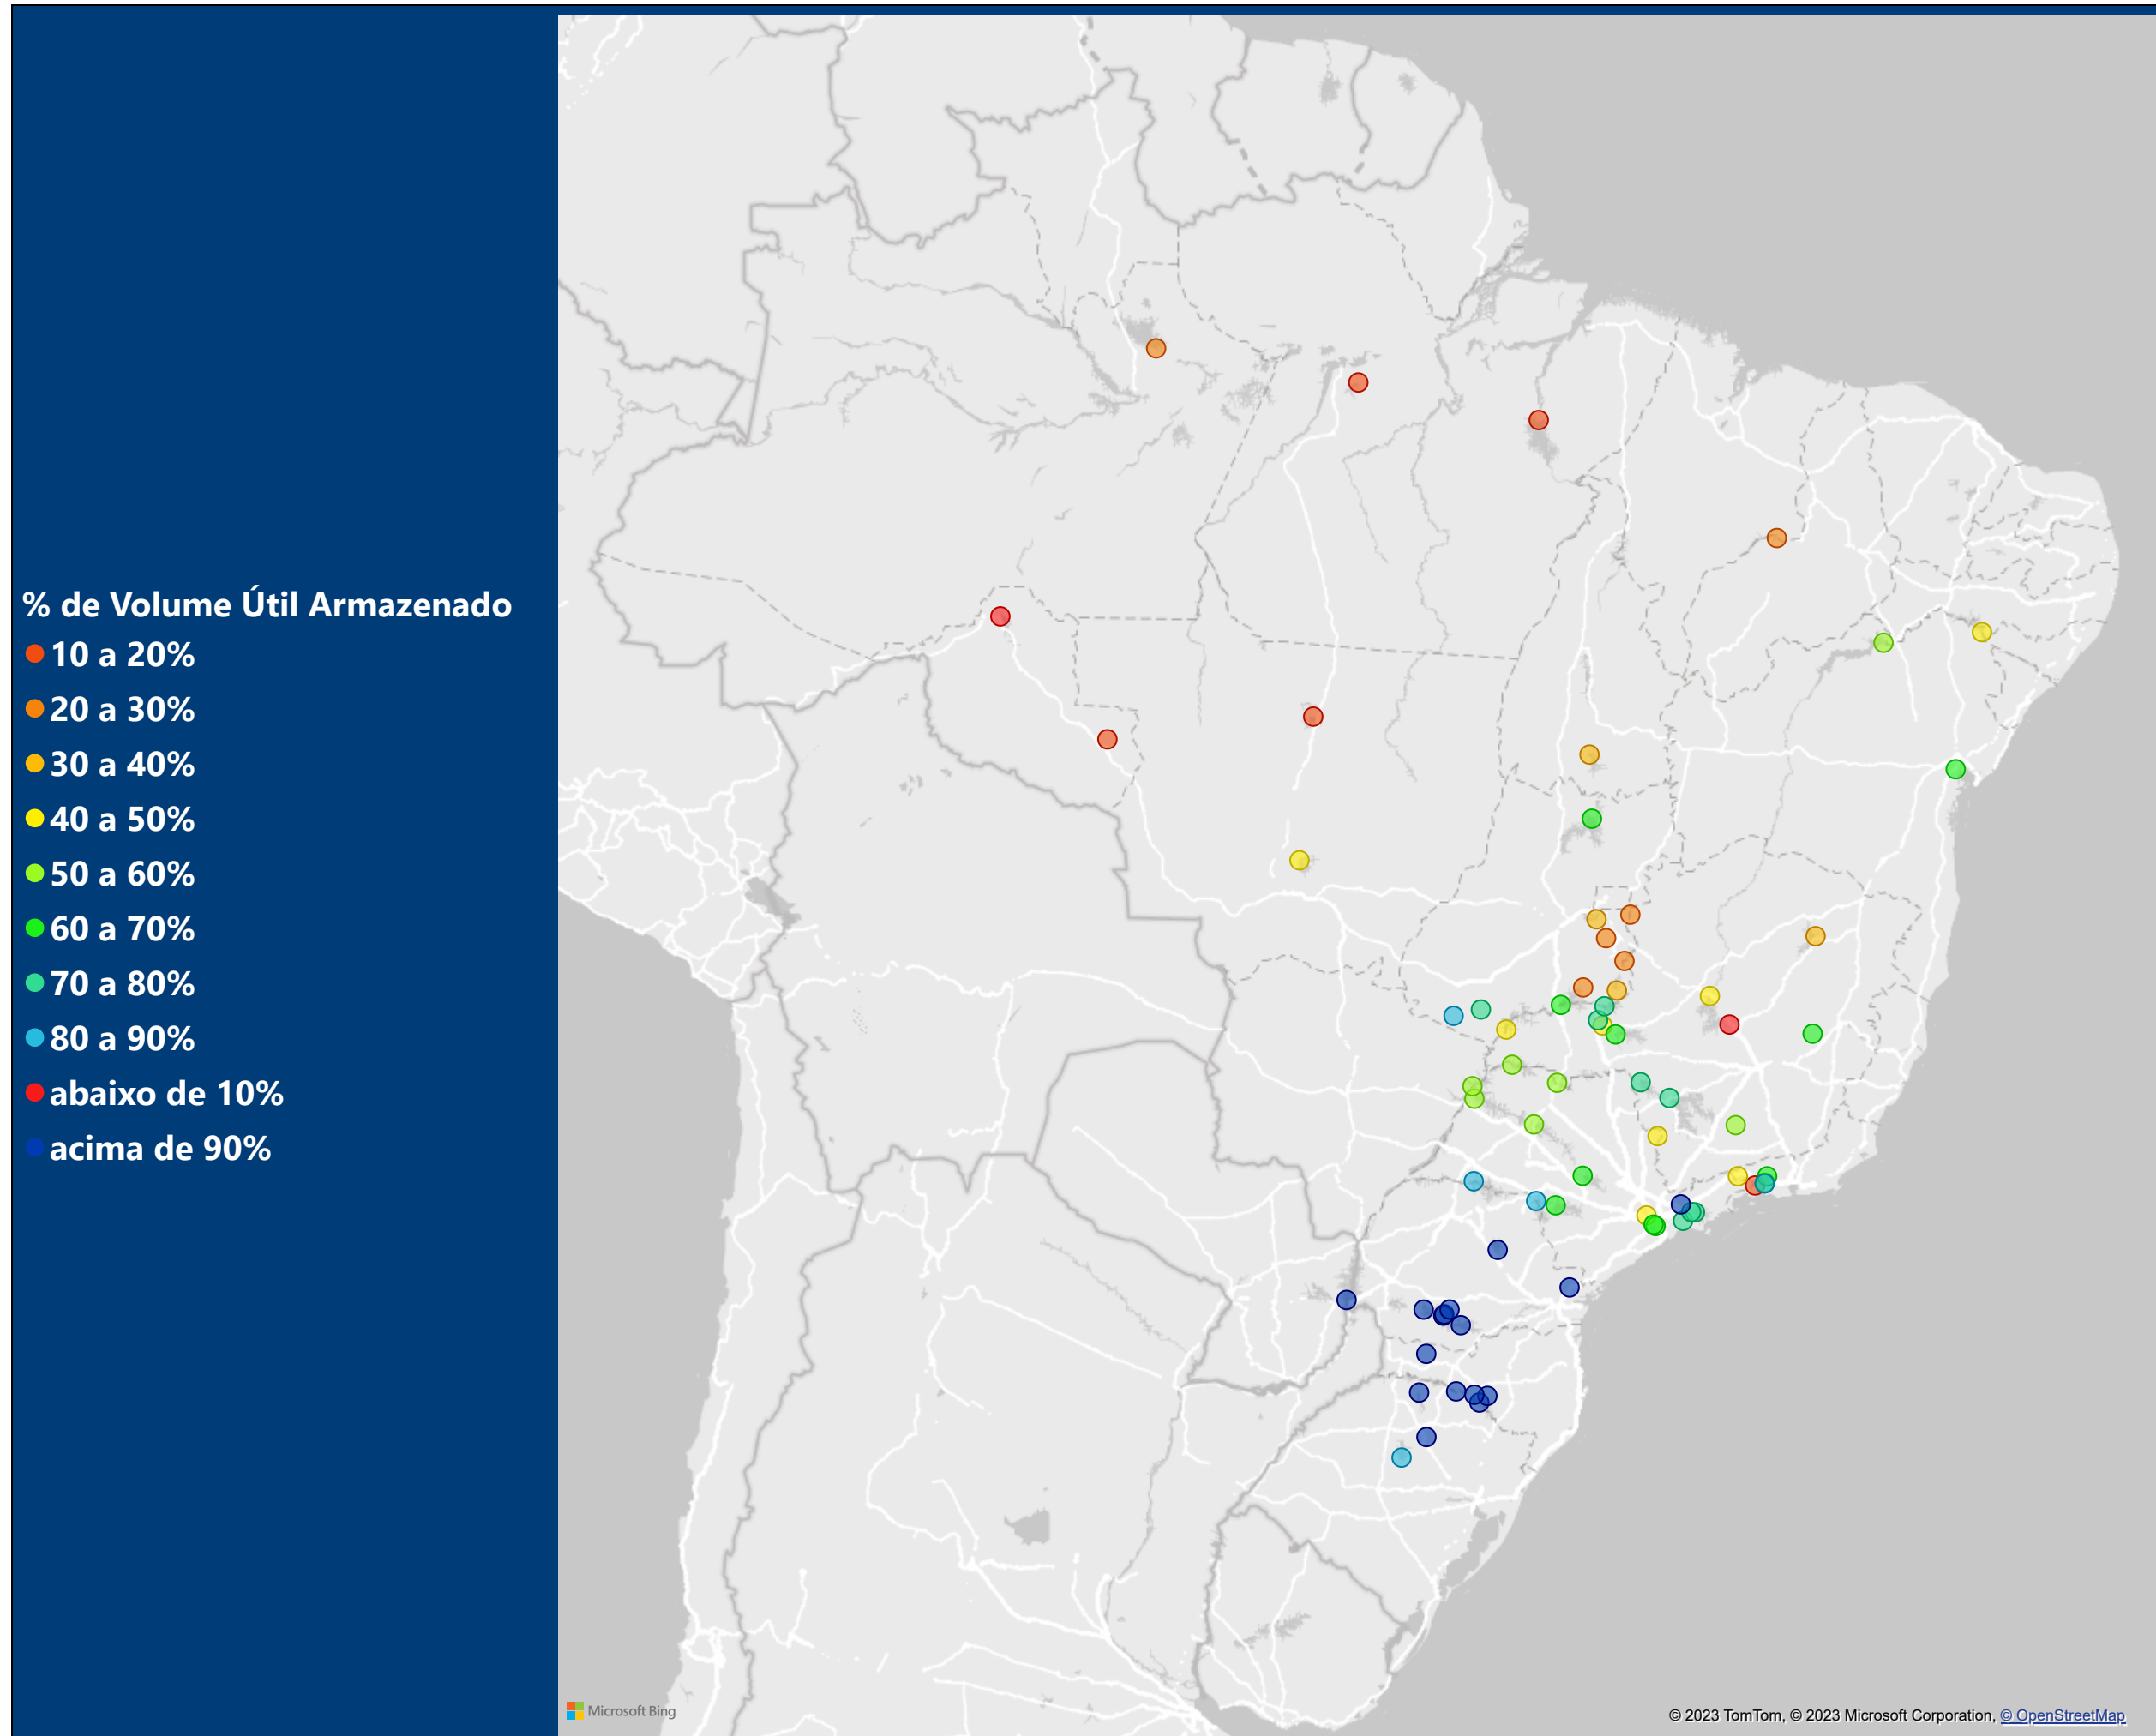 % de Volume Útil Armazenado
10 a 20%
20 a 30%
30 a 40%
40 a 50%
50 a 60%
60 a 70%
70 a 80%
80 a 90%
abaixo de 10%
acima de 90%
Microsoft Bing
© 2023 TomTom, © 2023 Microsoft Corporation, © OpenStreetMap